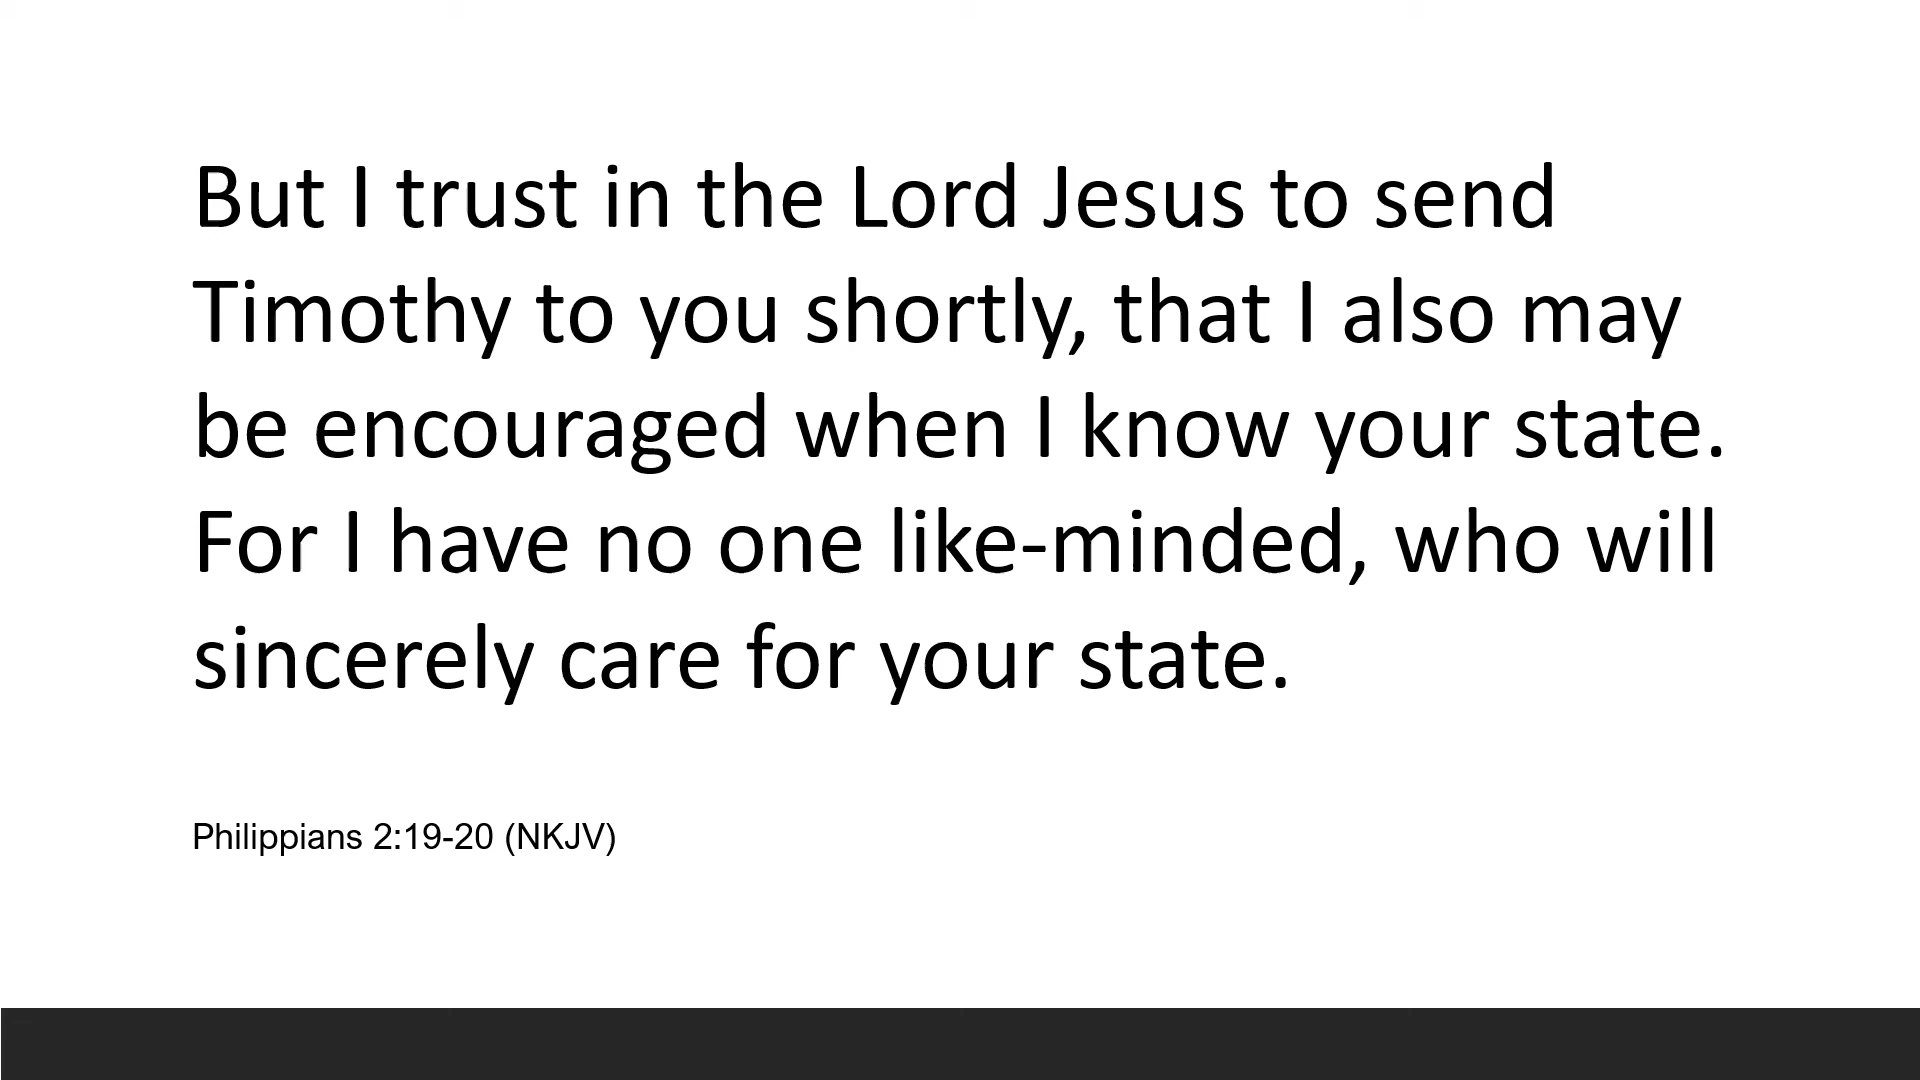 But I trust in the Lord Jesus to send
Timothy to you shortly, that I also may
be encouraged when I know your state.
For I have no one like-minded, who will
sincerely care for your state.
Philippians 2:19-20 (NKJV)